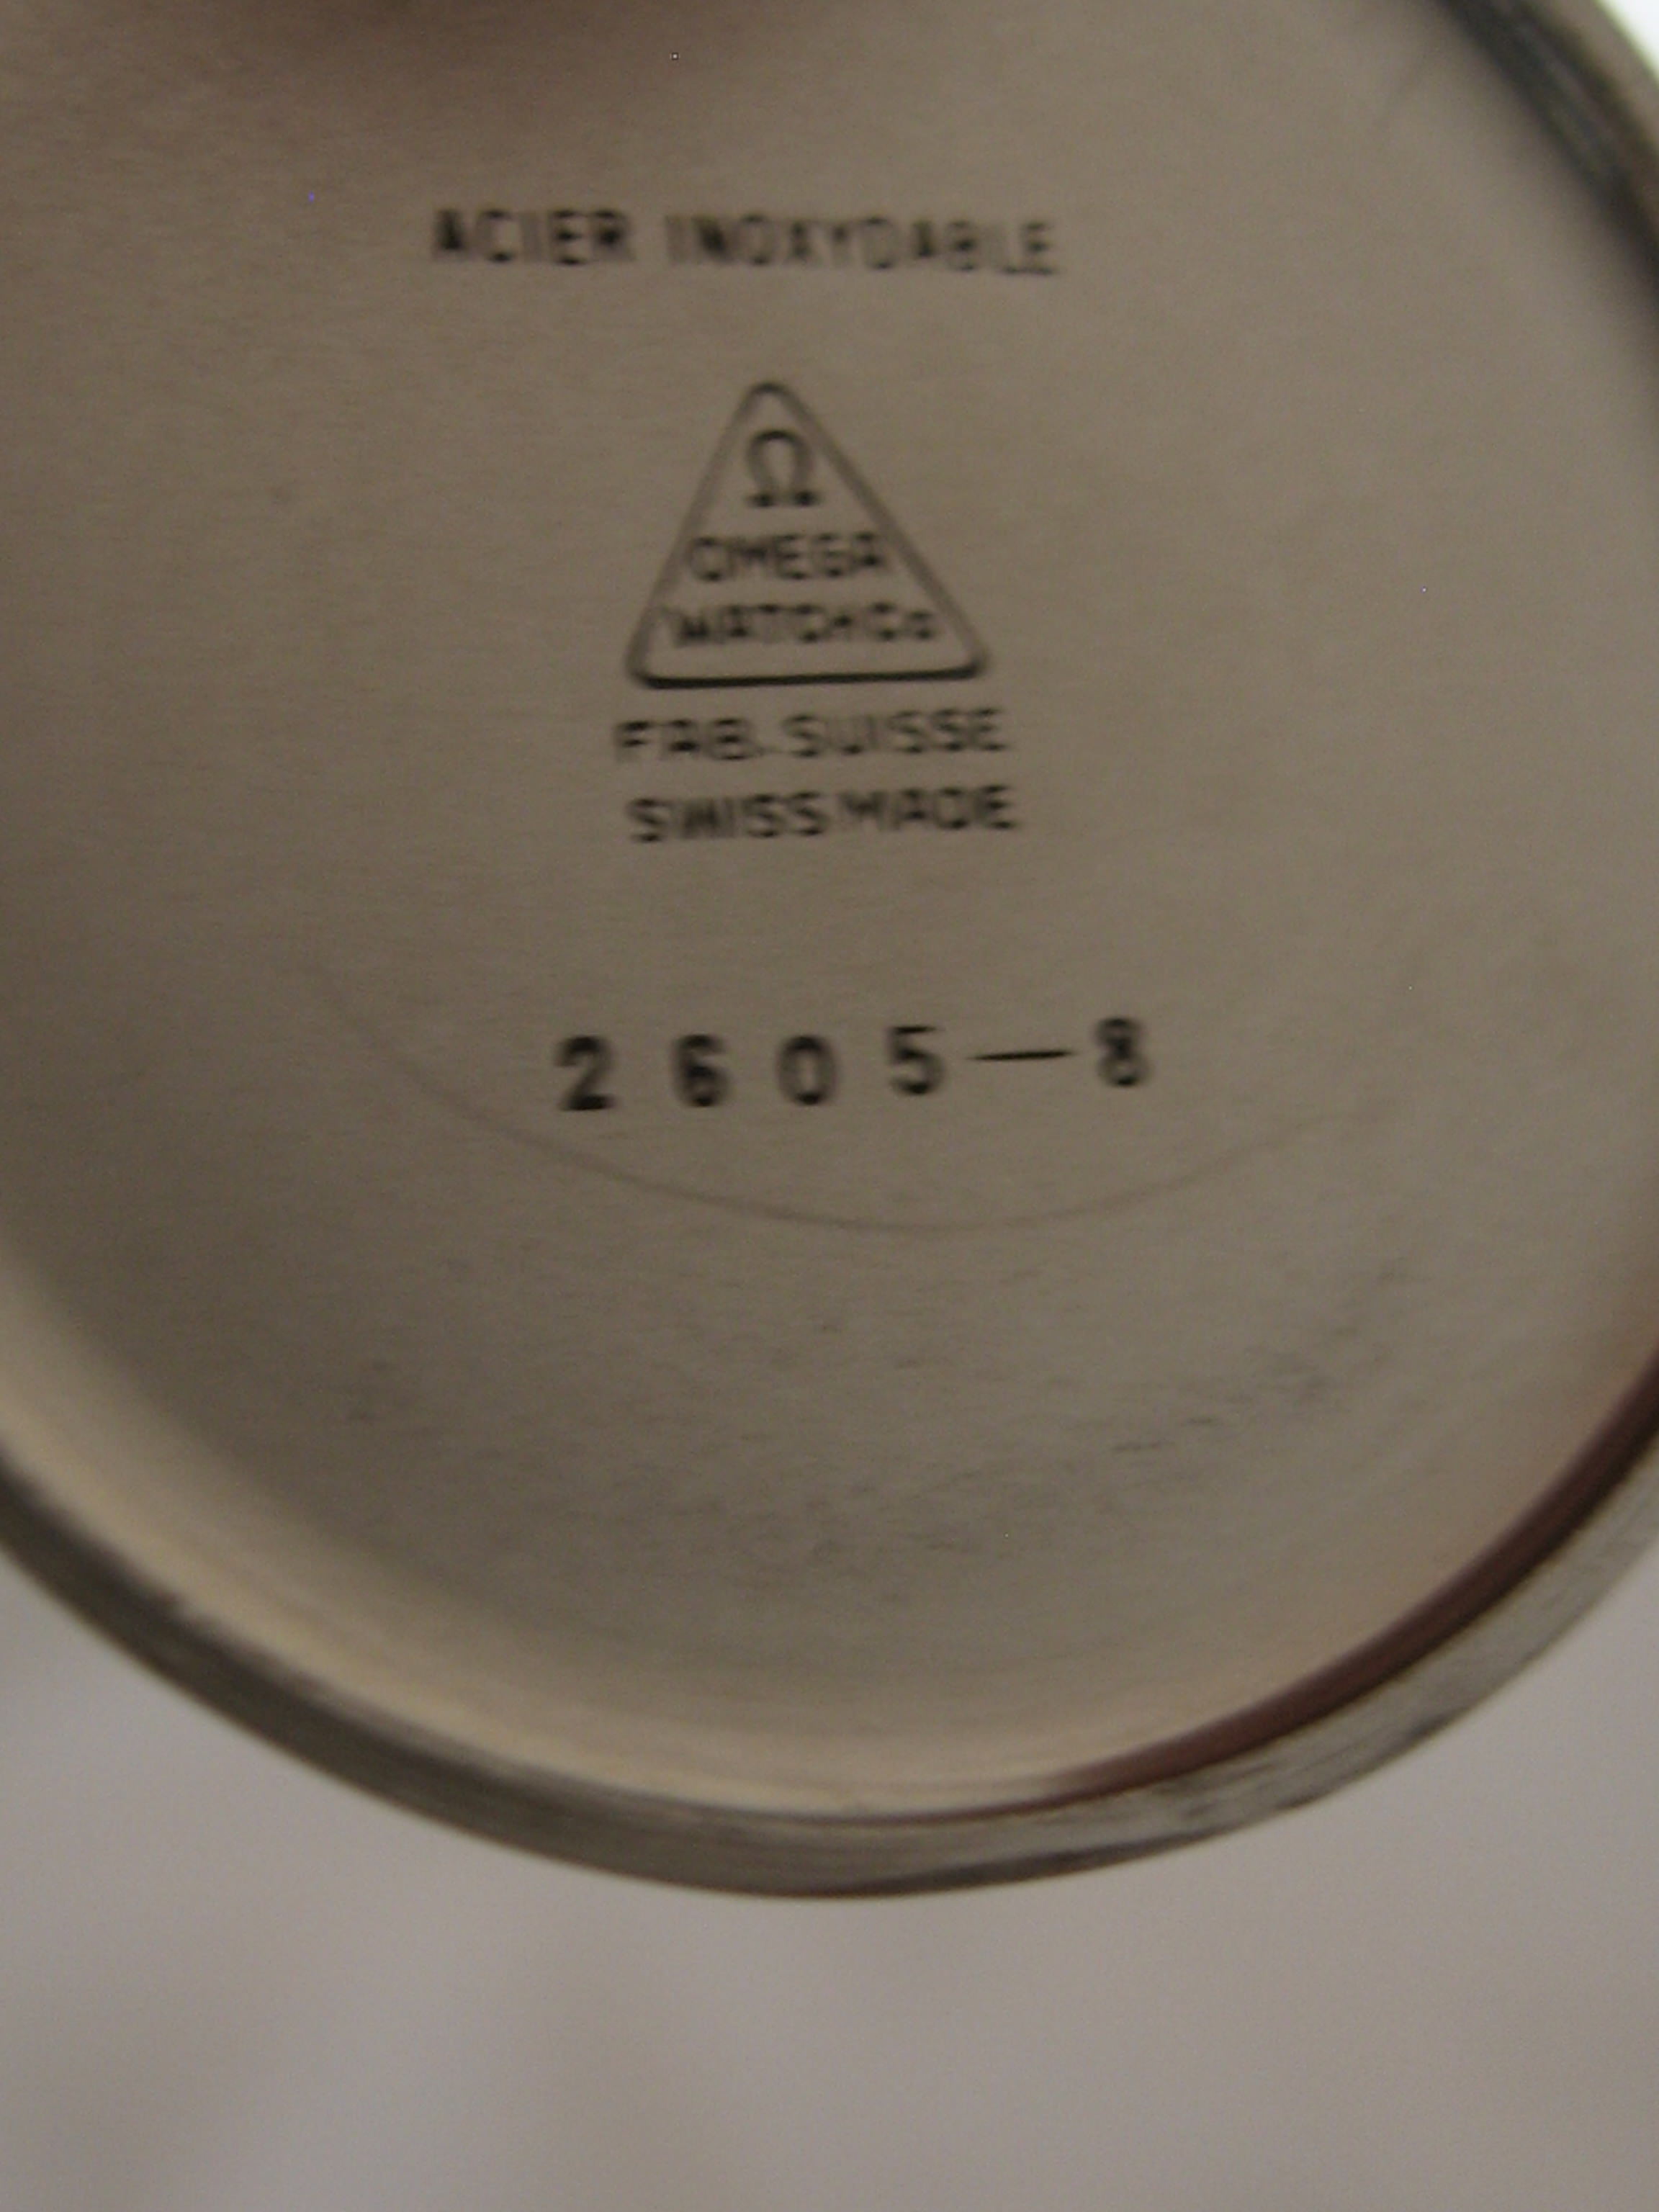 ACIER INOXYDABLE
Ω
OMEGA
WATCH Co
FAB. SUISSE
SWISS MADE
2605-8